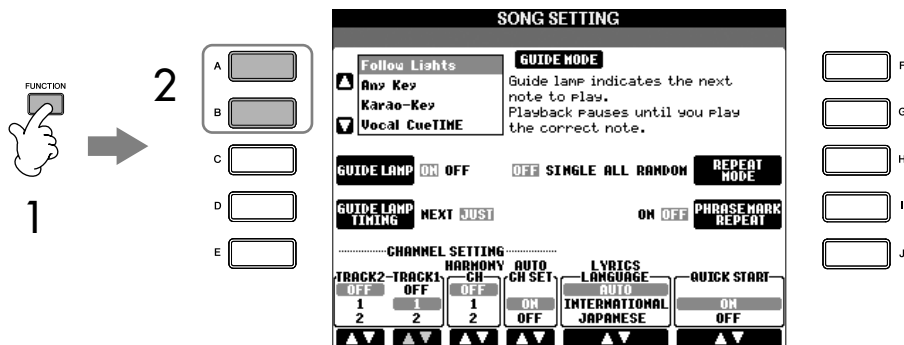 SONG SETTING
FUNCTION
1
2
A
B
C
D
E
Follow Lights
Any Key
Karao-Key
Vocal CueTIME
GUIDE MODE
Guide lamp indicates the next
note to play.
Playback pauses until you play
the correct note.
GUIDE LAMP ON OFF
OFF SINGLE ALL RANDOM REPEAT
MODE
GUIDE LAMP
TIMING NEXT JUST
ON OFF PHRASE MARK
REPEAT
CHANNEL SETTING
TRACK2
OFF
1
2
TRACK1
OFF
1
2
HARMONY
CH
OFF
1
2
AUTO
CH SET
ON
OFF
LYRICS
LANGUAGE
AUTO
INTERNATIONAL
JAPANESE
QUICK START
ON
OFF
F
G
H
I
J